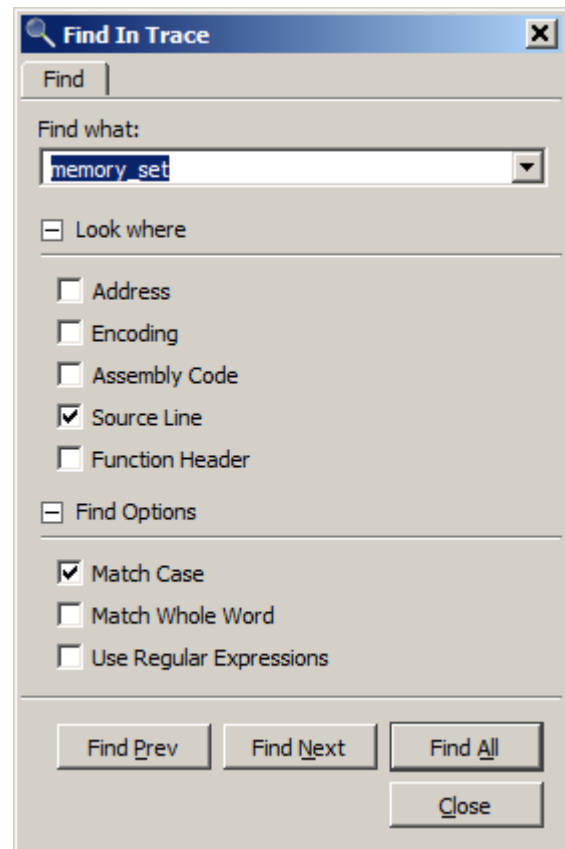 Find In Trace
Find
Find what:
memory_set
Look where
Address
Encoding
Assembly Code
Source Line
Function Header
Find Options
Match Case
Match Whole Word
Use Regular Expressions
Find Prev Find Next Find All
Close